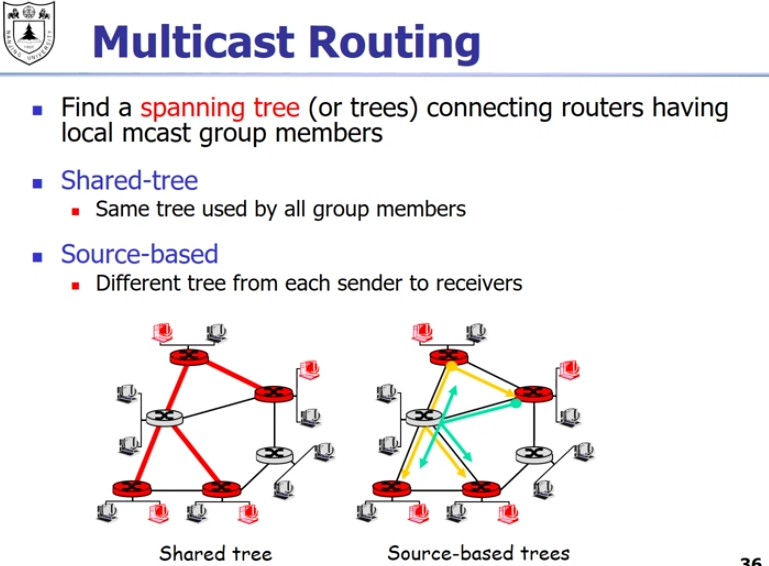 Multicast Routing
Find a spanning tree (or trees) connecting routers having
local mcast group members
Shared-tree
Same tree used by all group members
Source-based
Different tree from each sender to receivers
Shared tree
Source-based trees
36